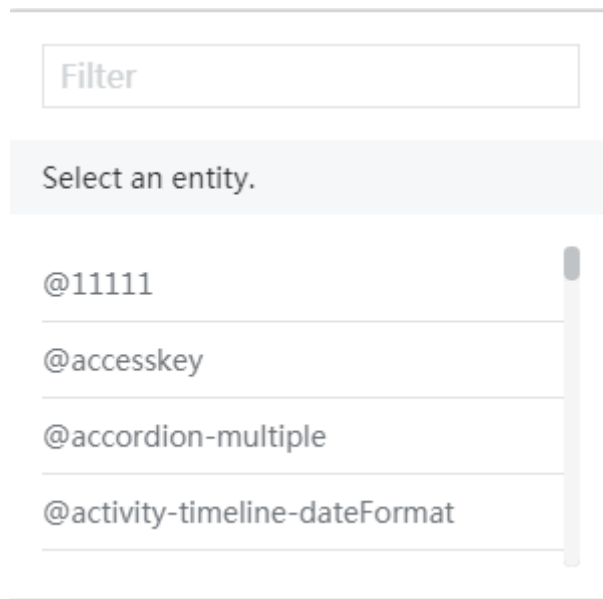 Filter
Select an entity.
@11111
@accesskey
@accordion-multiple
@activity-timeline-dateFormat